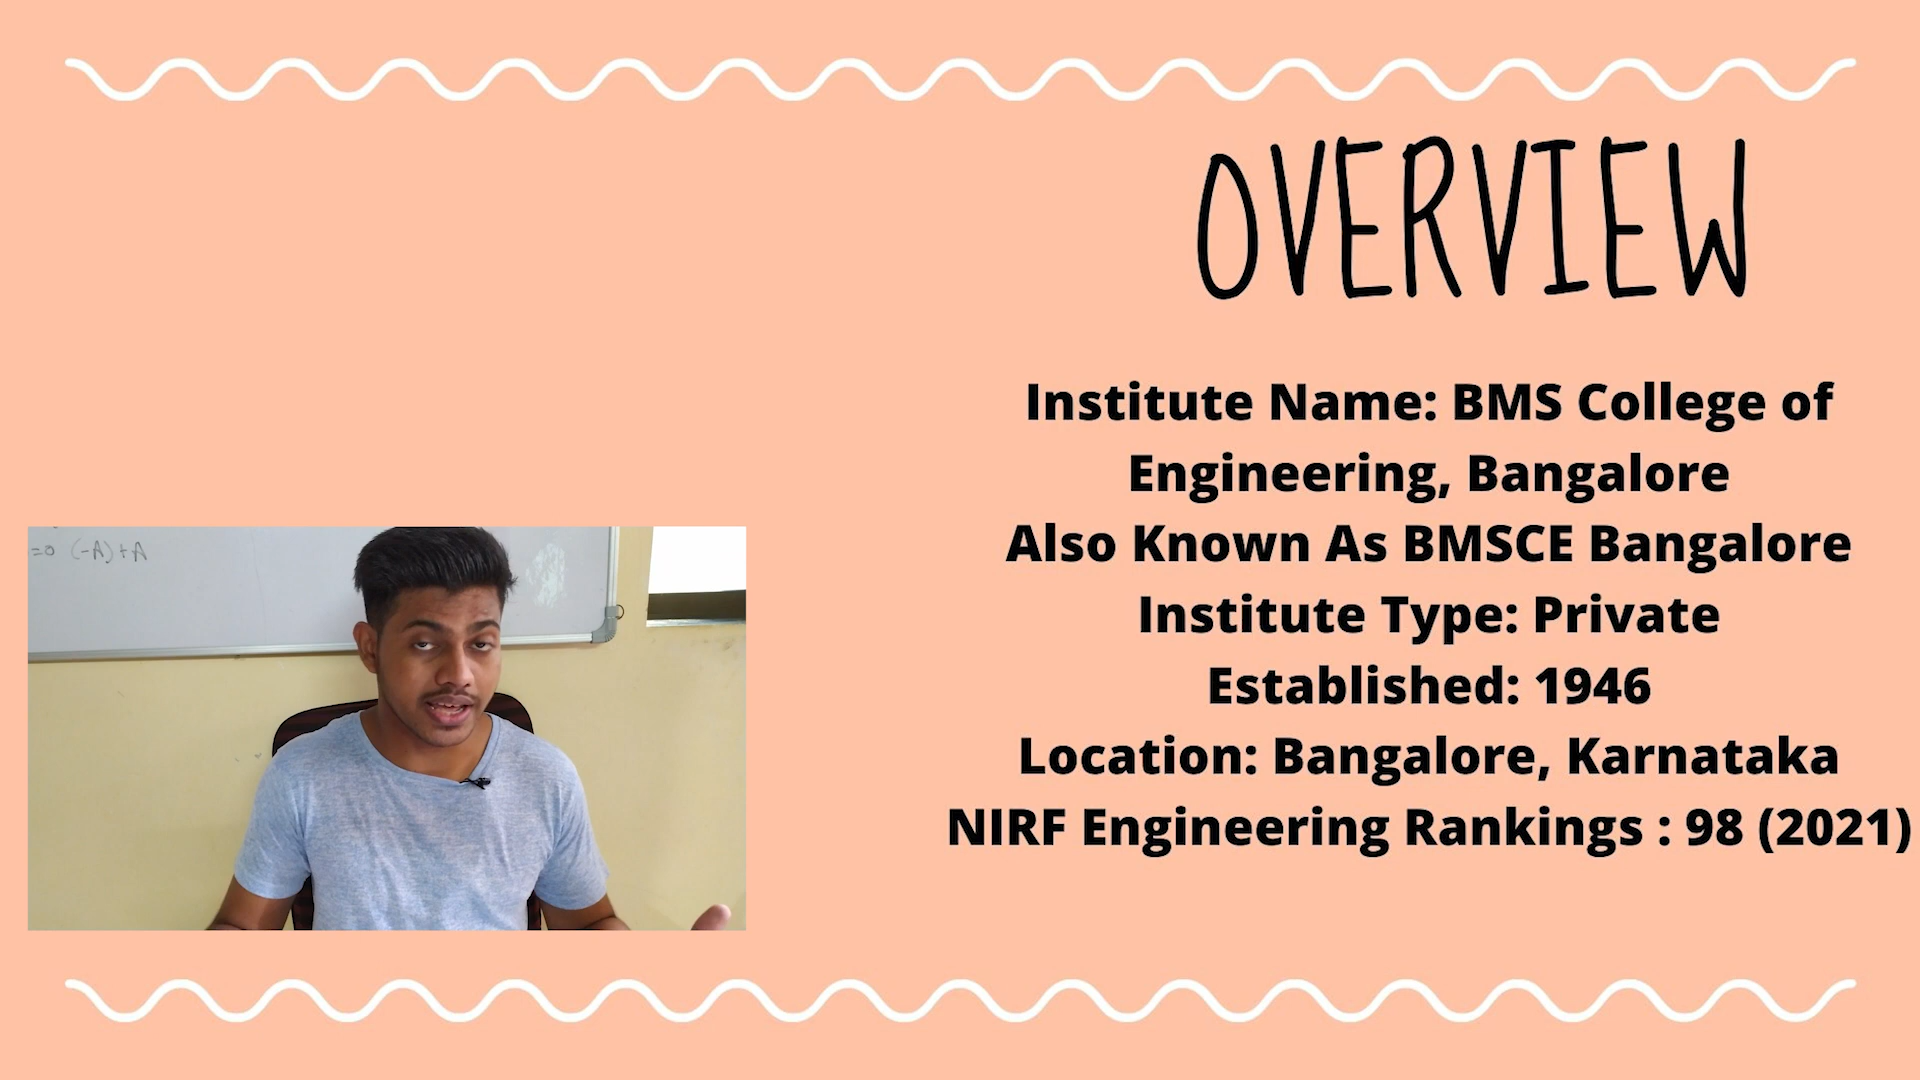 OVERVIEW
Institute Name: BMS College of
Engineering, Bangalore
Also Known As BMSCE Bangalore
Institute Type: Private
Established: 1946
Location: Bangalore, Karnataka
NIRF Engineering Rankings : 98 (2021)
=0 (-A)+A